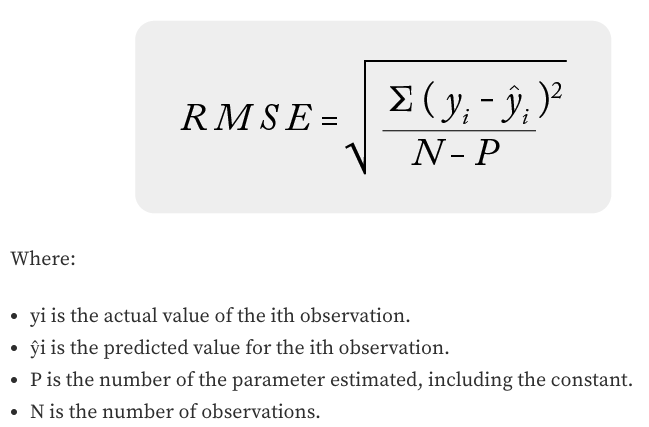 RMSE = √ Σ ( yᵢ - ŷᵢ )² / N - P
Where:
• yi is the actual value of the ith observation.
• ŷi is the predicted value for the ith observation.
• P is the number of the parameter estimated, including the constant.
• N is the number of observations.